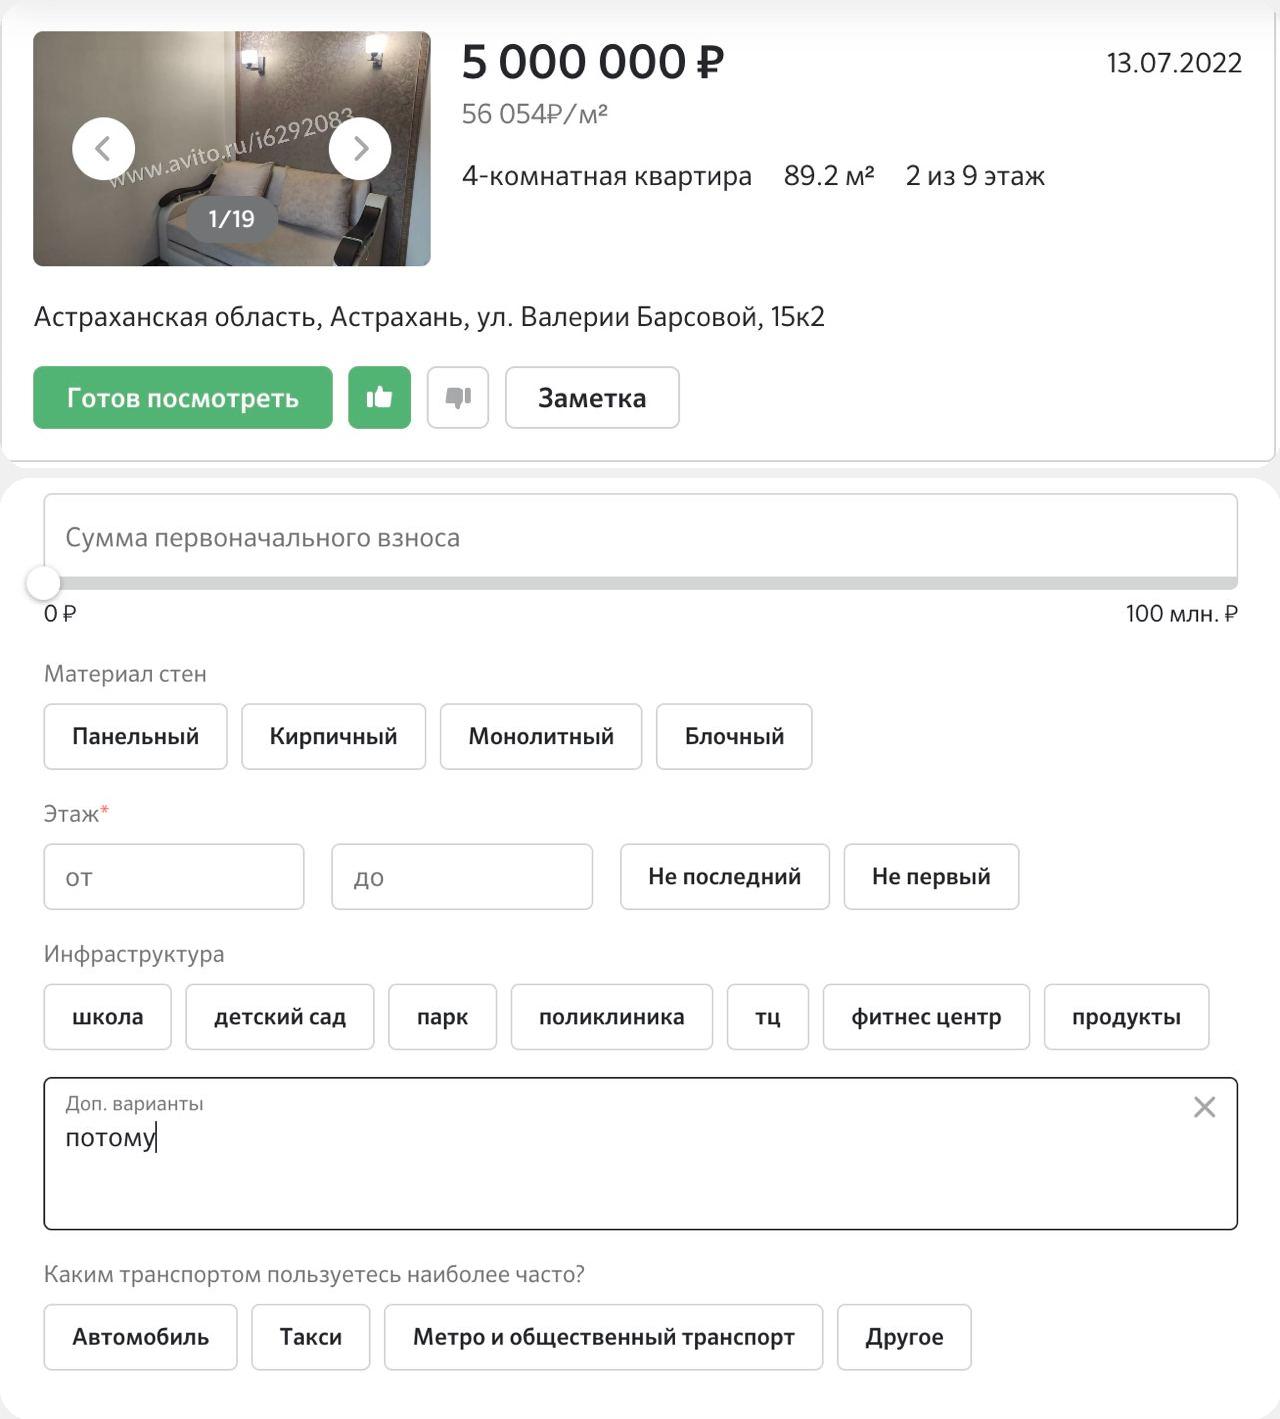 5 000 000 ₽
13.07.2022
56 054₽/м²
www.avito.ru/i6292083
4-комнатная квартира 89.2 м² 2 из 9 этаж
1/19
Астраханская область, Астрахань, ул. Валерии Барсовой, 15к2
Готов посмотреть Заметка
Сумма первоначального взноса
0 ₽ 100 млн. ₽
Материал стен
Панельный Кирпичный Монолитный Блочный
Этаж*
от до Не последний Не первый
Инфраструктура
школа детский сад парк поликлиника тц фитнес центр продукты
Доп. варианты
потому
Каким транспортом пользуетесь наиболее часто?
Автомобиль Такси Метро и общественный транспорт Другое